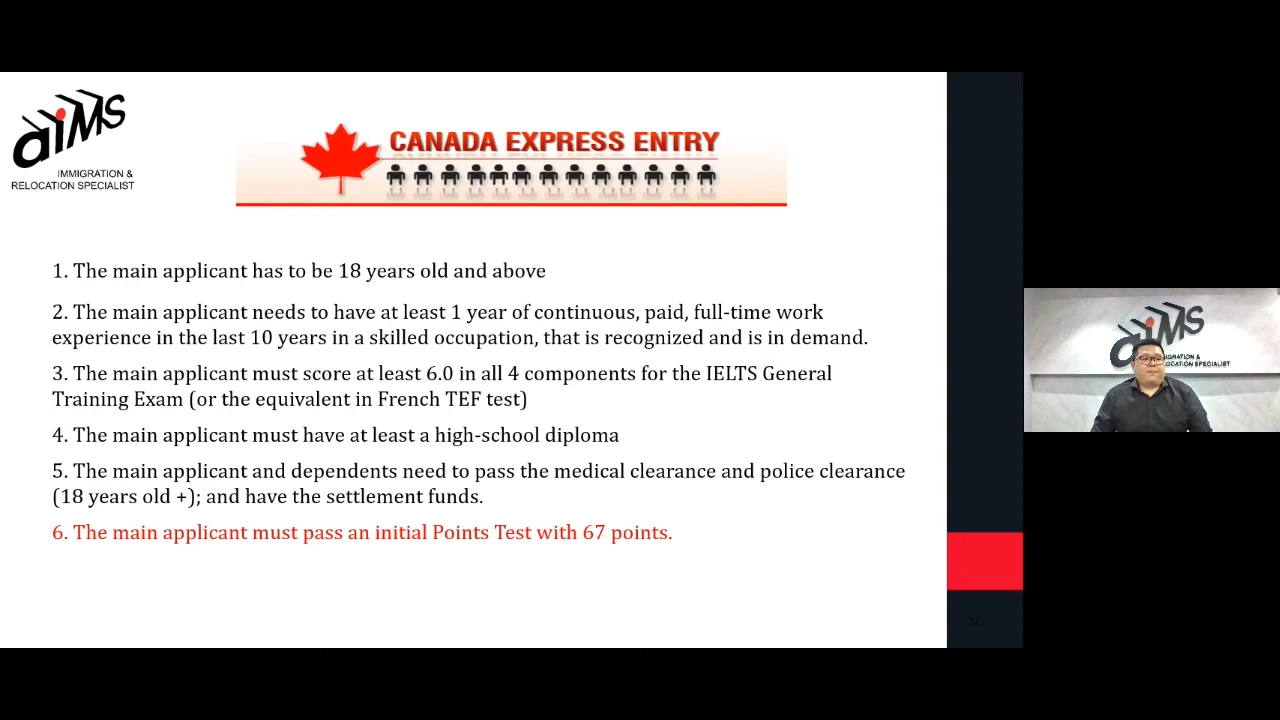 aiMS
IMMIGRATION &
RELOCATION SPECIALIST
CANADA EXPRESS ENTRY
1. The main applicant has to be 18 years old and above
2. The main applicant needs to have at least 1 year of continuous, paid, full-time work
experience in the last 10 years in a skilled occupation, that is recognized and is in demand.
3. The main applicant must score at least 6.0 in all 4 components for the IELTS General
Training Exam (or the equivalent in French TEF test)
4. The main applicant must have at least a high-school diploma
5. The main applicant and dependents need to pass the medical clearance and police clearance
(18 years old +); and have the settlement funds.
6. The main applicant must pass an initial Points Test with 67 points.
aiMS
IMMIGRATION &
LOCATION SPECIALIST